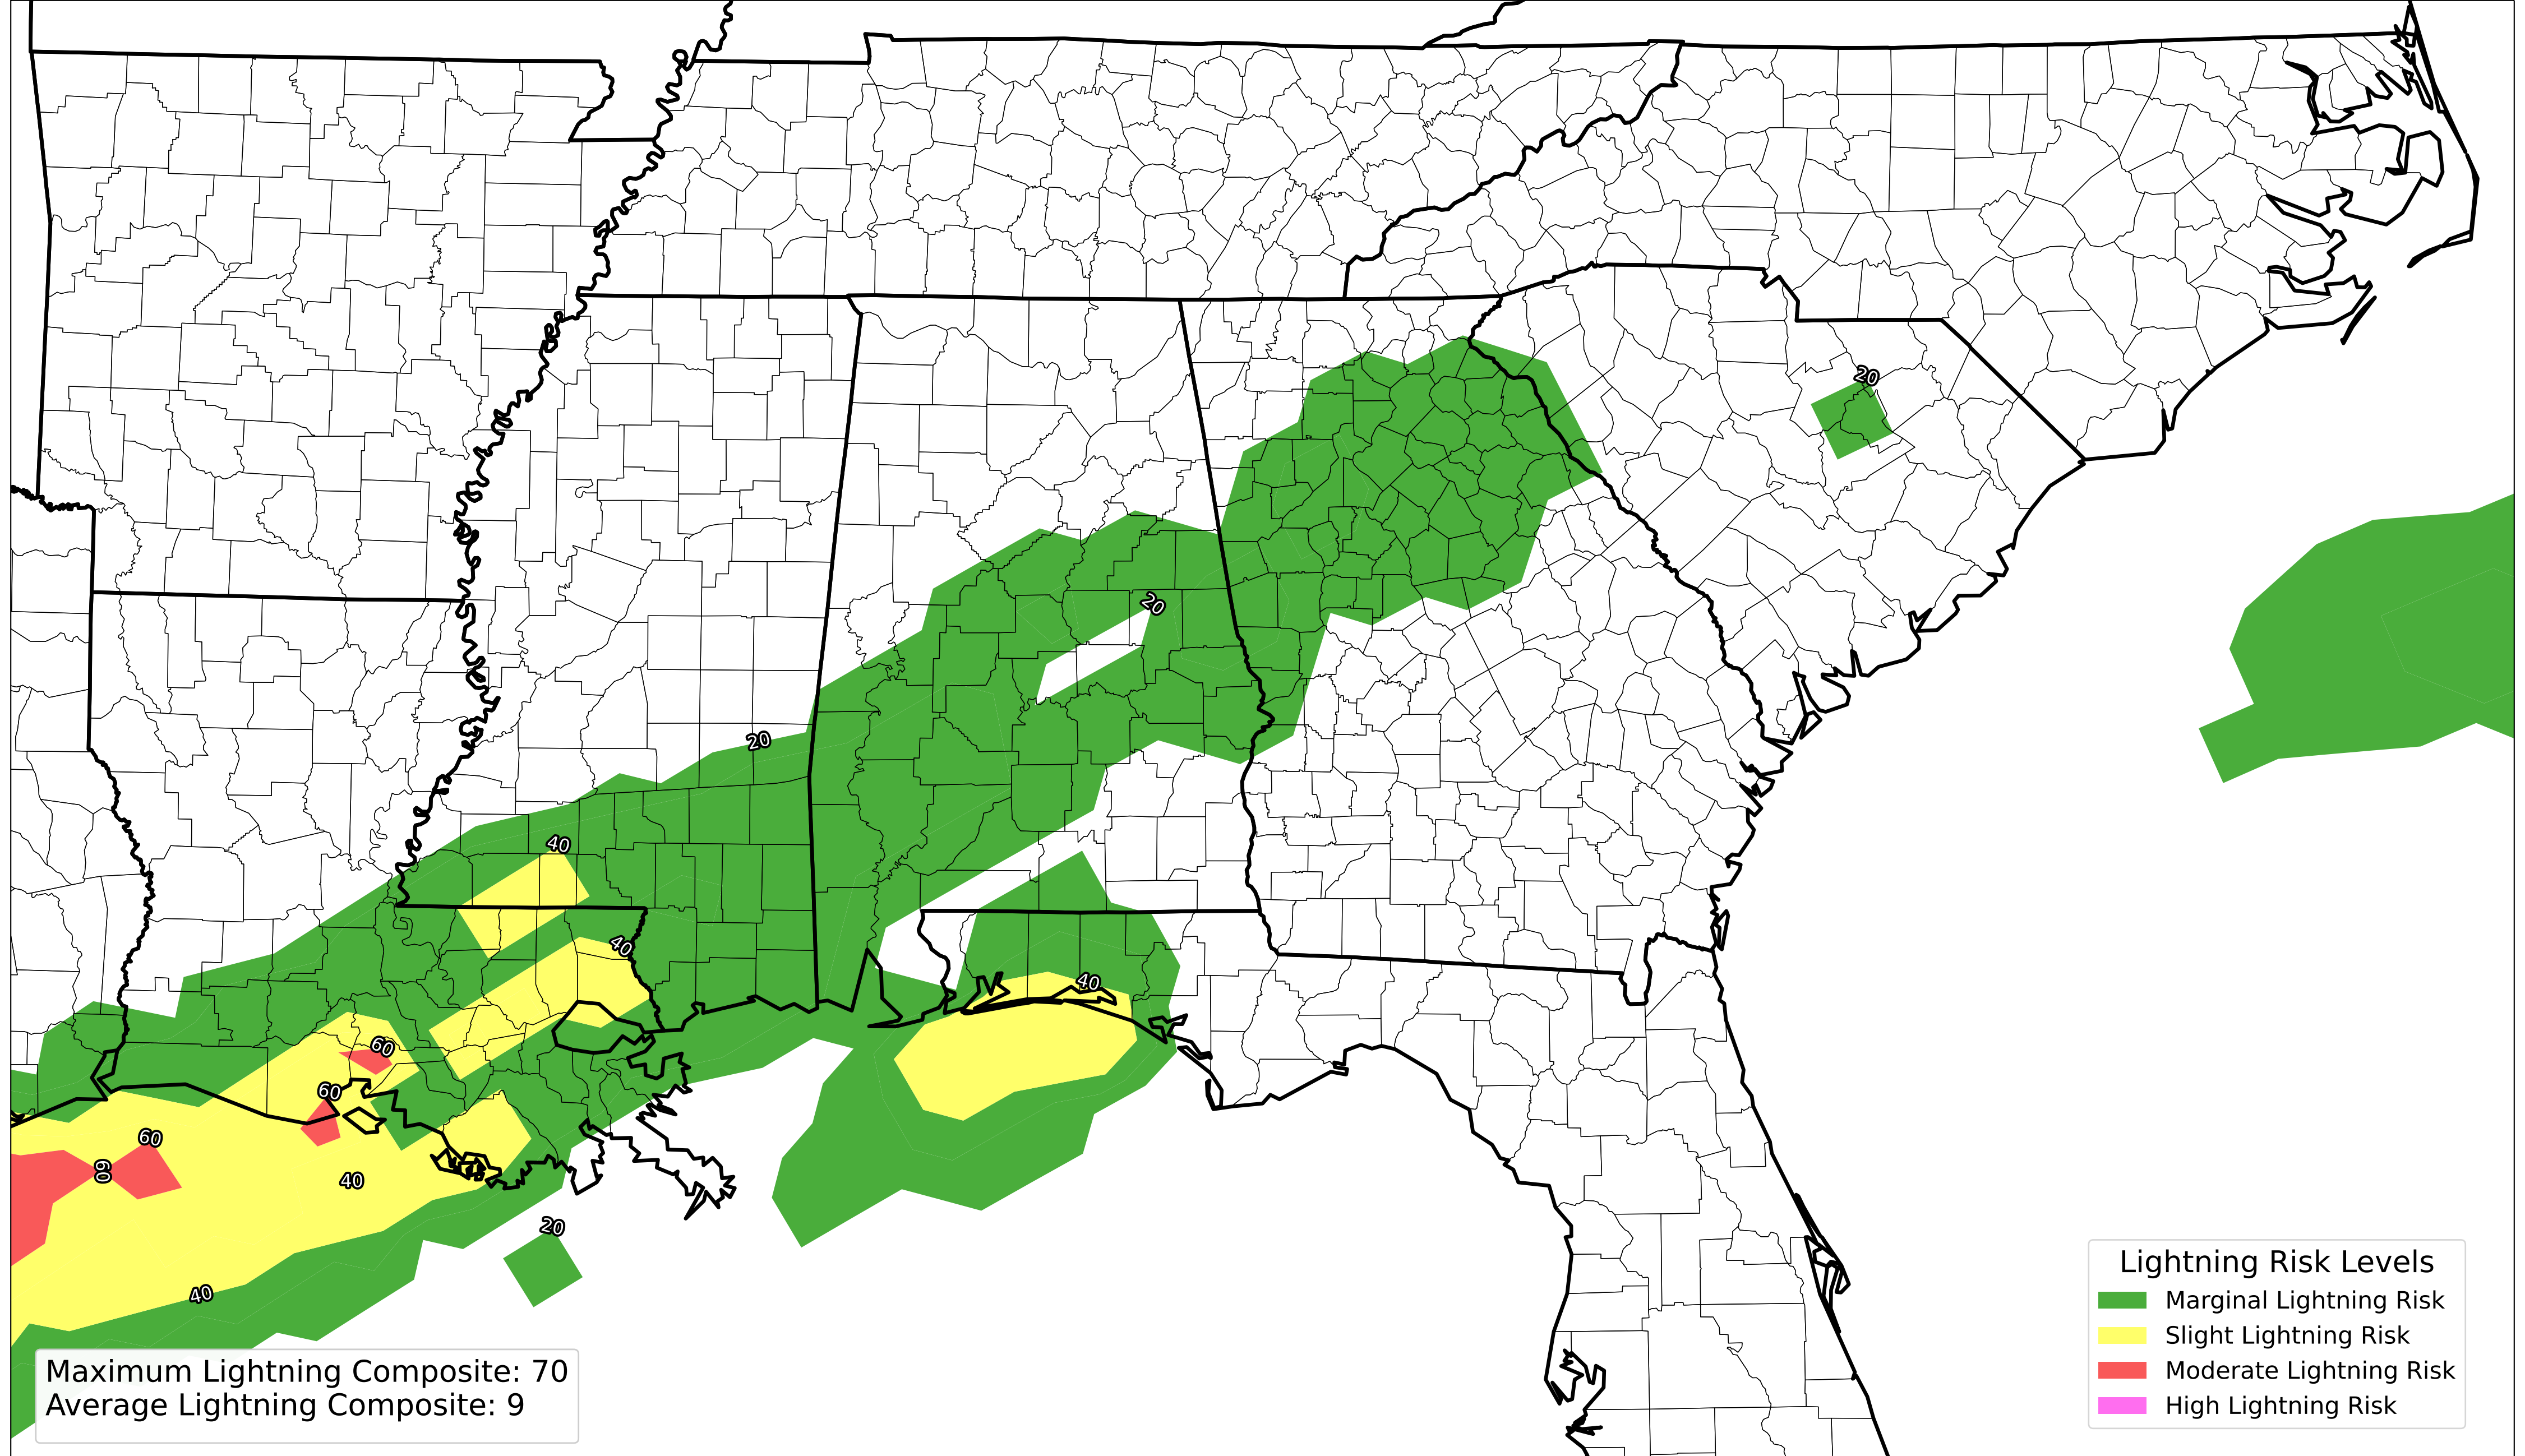 20
20
20
40
40
40
60
60
60
60
40
20
40
Lightning Risk Levels
Marginal Lightning Risk
Slight Lightning Risk
Moderate Lightning Risk
High Lightning Risk
Maximum Lightning Composite: 70
Average Lightning Composite: 9